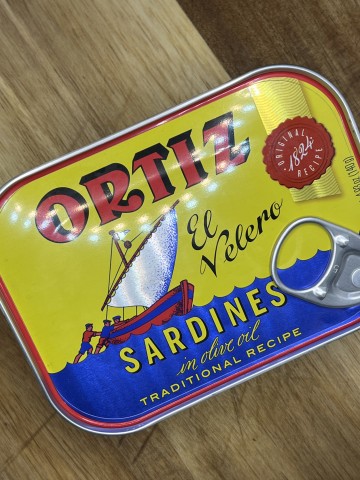 ORTIZ
ORIGINAL
1824
RECIPE
El
Velero
SARDINES
in olive oil
TRADITIONAL RECIPE